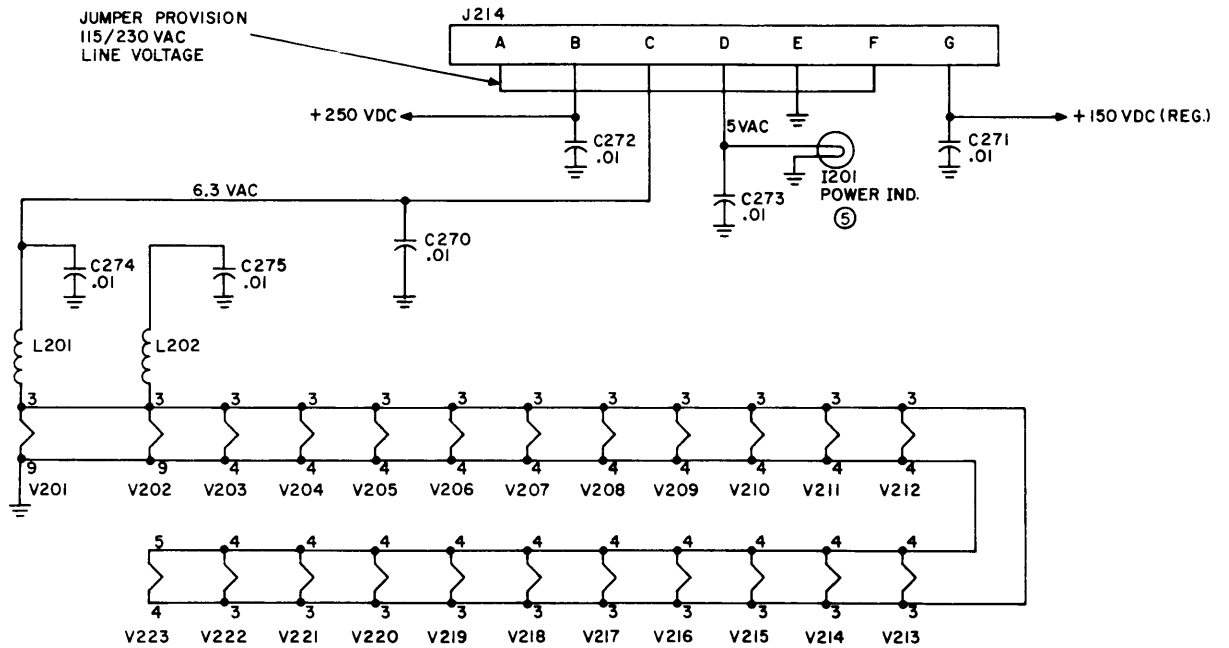 JUMPER PROVISION
115/230 VAC
LINE VOLTAGE
J214
A B C D E F G
+250 VDC
C272
.01
5VAC
C271
.01
+150 VDC (REG.)
I201
POWER IND.
5
C273
.01
6.3 VAC
C270
.01
C274
.01
C275
.01
L201
L202
3 3 3 3 3 3 3 3 3 3 3 3
9 9 4 4 4 4 4 4 4 4 4 4
V201 V202 V203 V204 V205 V206 V207 V208 V209 V210 V211 V212
5 4 4 4 4 4 4 4 4 4 4
4 3 3 3 3 3 3 3 3 3 3
V223 V222 V221 V220 V219 V218 V217 V216 V215 V214 V213